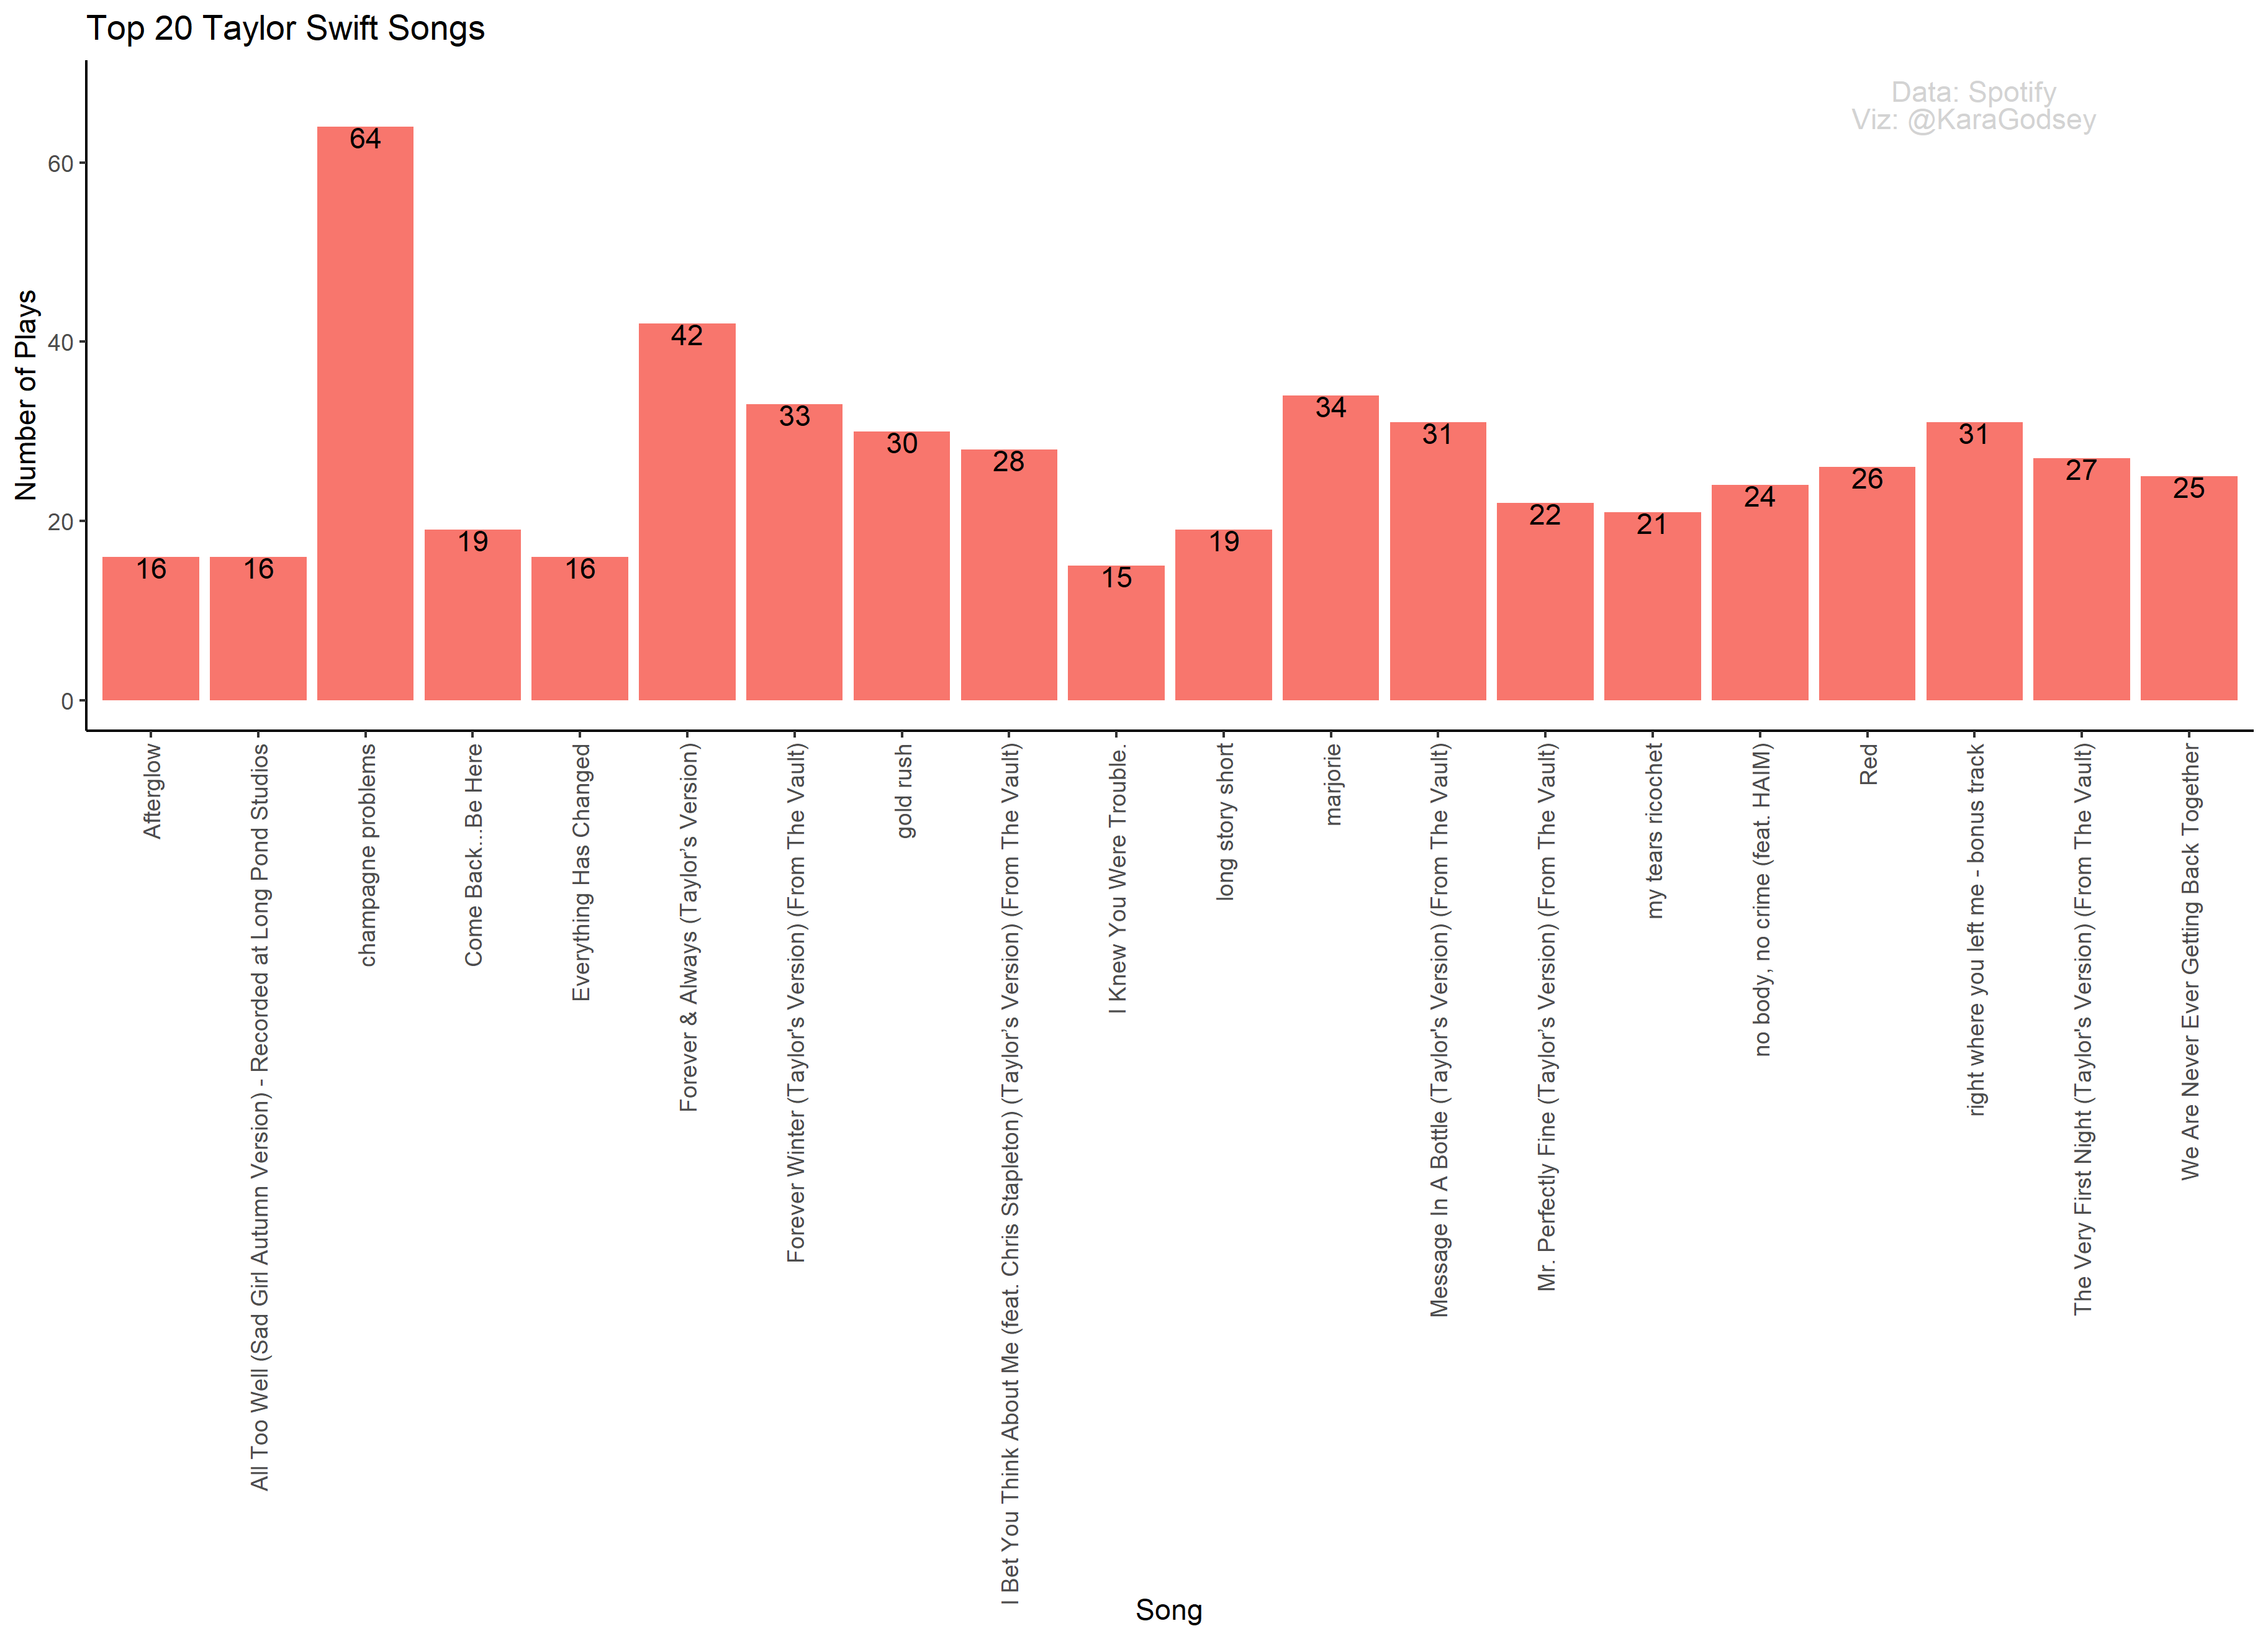 Top 20 Taylor Swift Songs
Data: Spotify
Viz: @KaraGodsey
Number of Plays
60
40
20
0
16
16
64
19
16
42
33
30
28
15
19
34
31
22
21
24
26
31
27
25
Afterglow
All Too Well (Sad Girl Autumn Version) - Recorded at Long Pond Studios
champagne problems
Come Back...Be Here
Everything Has Changed
Forever & Always (Taylor’s Version)
Forever Winter (Taylor's Version) (From The Vault)
gold rush
I Bet You Think About Me (feat. Chris Stapleton) (Taylor’s Version) (From The Vault)
I Knew You Were Trouble.
long story short
marjorie
Message In A Bottle (Taylor's Version) (From The Vault)
Mr. Perfectly Fine (Taylor’s Version) (From The Vault)
my tears ricochet
no body, no crime (feat. HAIM)
Red
right where you left me - bonus track
The Very First Night (Taylor's Version) (From The Vault)
We Are Never Ever Getting Back Together
Song